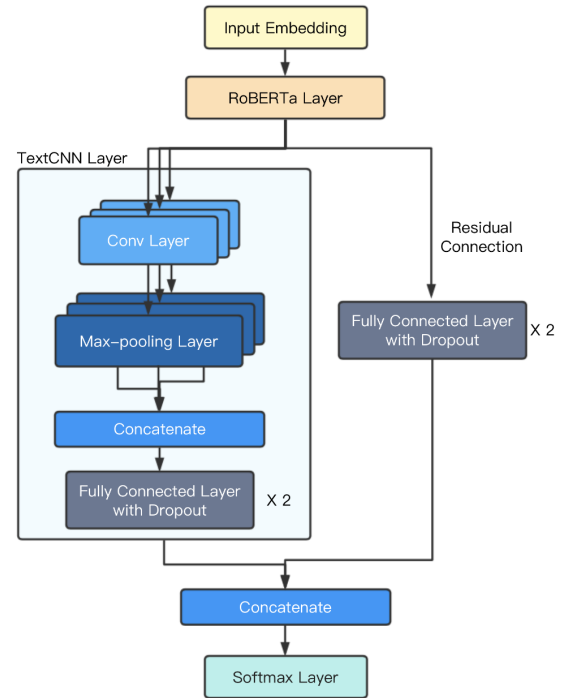 Input Embedding
RoBERTa Layer
TextCNN Layer
Conv Layer
Max-pooling Layer
Concatenate
Fully Connected Layer
with Dropout
X 2
Residual
Connection
Fully Connected Layer
with Dropout
X 2
Concatenate
Softmax Layer